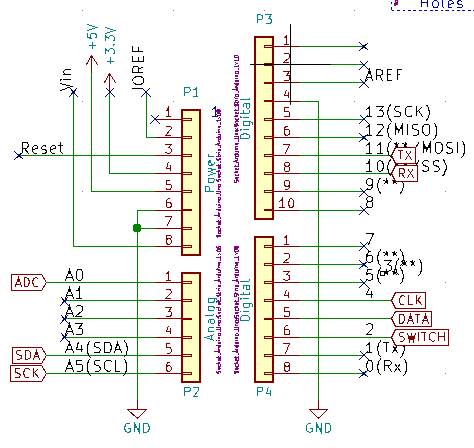 Holes
P3
+5V
+3.3V
Vin
IOREF
1
2
3
AREF
4
5
13(SCK)
6
12(MISO)
7
11(**/MOSI)
TX
8
10(**/SS)
RX
9
9(**)
10
8
Digital
P1
1
1
2
Reset
3
4
5
6
7
8
Power
1
7
2
6(**)
3
5(**)
4
4
CLK
5
DATA
6
2
SWITCH
7
1(Tx)
8
0(Rx)
Digital
3(**)
ADC
A0
1
A1
2
A2
3
A3
4
SDA
A4(SDA)
5
SCK
A5(SCL)
6
Analog
P2
P4
GND
GND